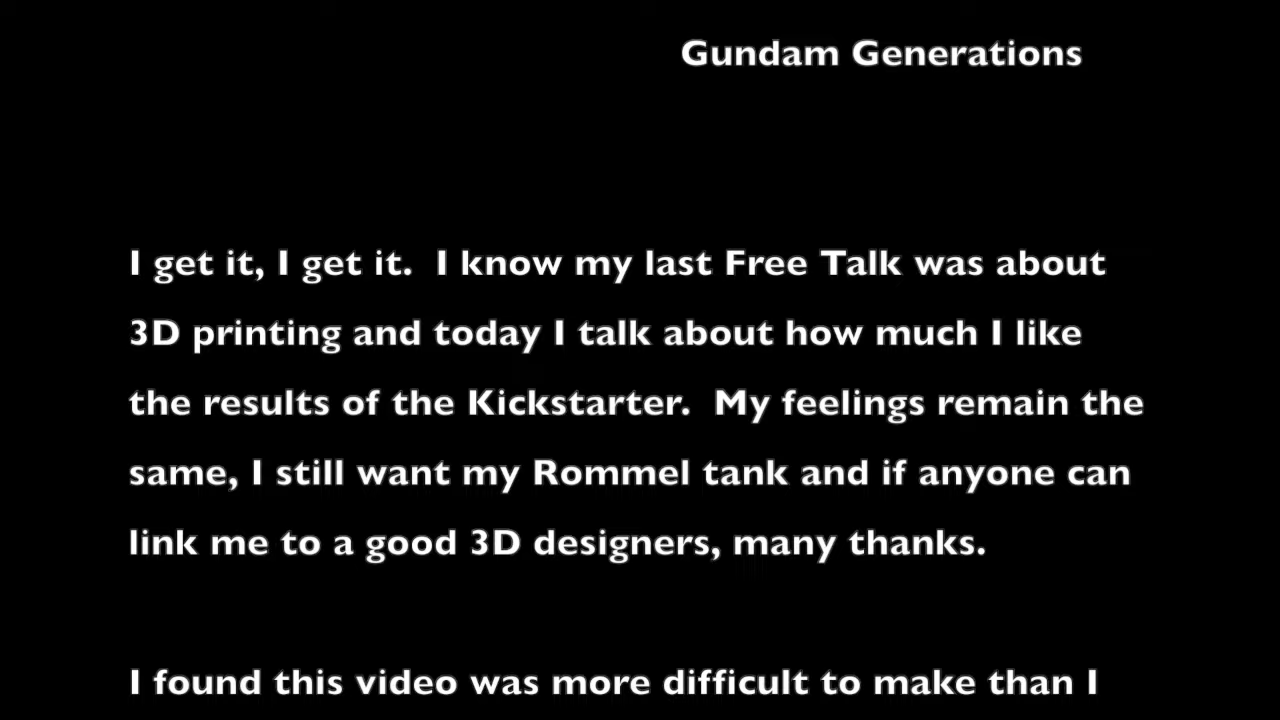 Gundam Generations
I get it, I get it.  I know my last Free Talk was about
3D printing and today I talk about how much I like
the results of the Kickstarter.  My feelings remain the
same, I still want my Rommel tank and if anyone can
link me to a good 3D designers, many thanks.
I found this video was more difficult to make than I